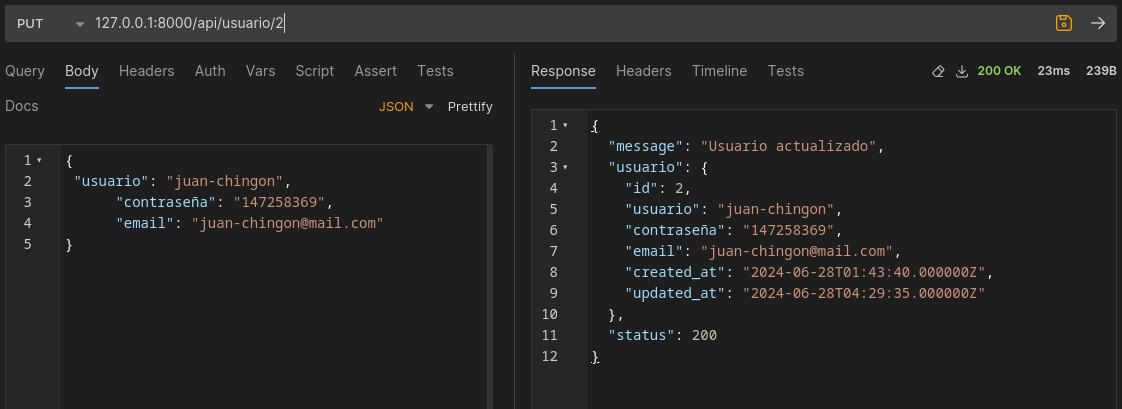 PUT 127.0.0.1:8000/api/usuario/2
Query Body Headers Auth Vars Script Assert Tests
Docs JSON Prettify
1 {
2 "usuario": "juan-chingon",
3 "contraseña": "147258369",
4 "email": "juan-chingon@mail.com"
5 }
Response Headers Timeline Tests 200 OK 23ms 239B
1 {
2 "message": "Usuario actualizado",
3 "usuario": {
4 "id": 2,
5 "usuario": "juan-chingon",
6 "contraseña": "147258369",
7 "email": "juan-chingon@mail.com",
8 "created_at": "2024-06-28T01:43:40.000000Z",
9 "updated_at": "2024-06-28T04:29:35.000000Z"
10 },
11 "status": 200
12 }